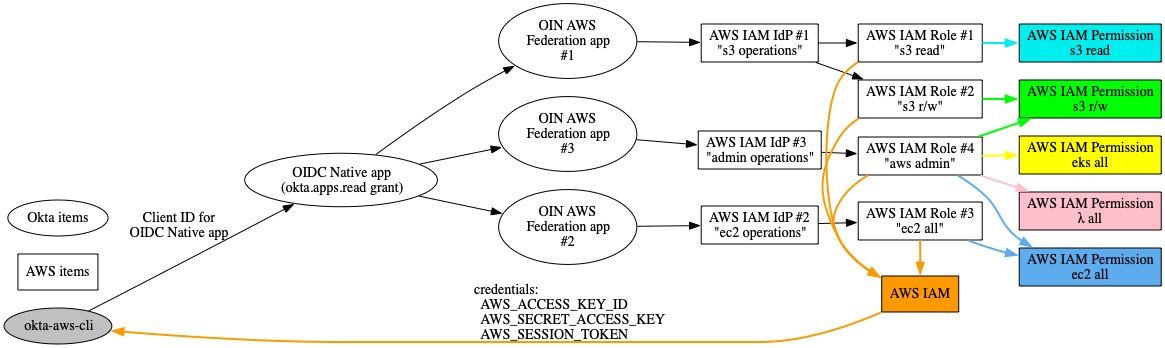 OIN AWS
Federation app
#1
AWS IAM IdP #1
"s3 operations"
AWS IAM Role #1
"s3 read"
AWS IAM Permission
s3 read
AWS IAM Role #2
"s3 r/w"
AWS IAM Permission
s3 r/w
OIN AWS
Federation app
#3
AWS IAM IdP #3
"admin operations"
AWS IAM Role #4
"aws admin"
AWS IAM Permission
eks all
OIDC Native app
(okta.apps.read grant)
AWS IAM Permission
λ all
Okta items
Client ID for
OIDC Native app
OIN AWS
Federation app
#2
AWS IAM IdP #2
"ec2 operations"
AWS IAM Role #3
"ec2 all"
AWS IAM Permission
ec2 all
AWS items
AWS IAM
okta-aws-cli
credentials:
AWS_ACCESS_KEY_ID
AWS_SECRET_ACCESS_KEY
AWS_SESSION_TOKEN